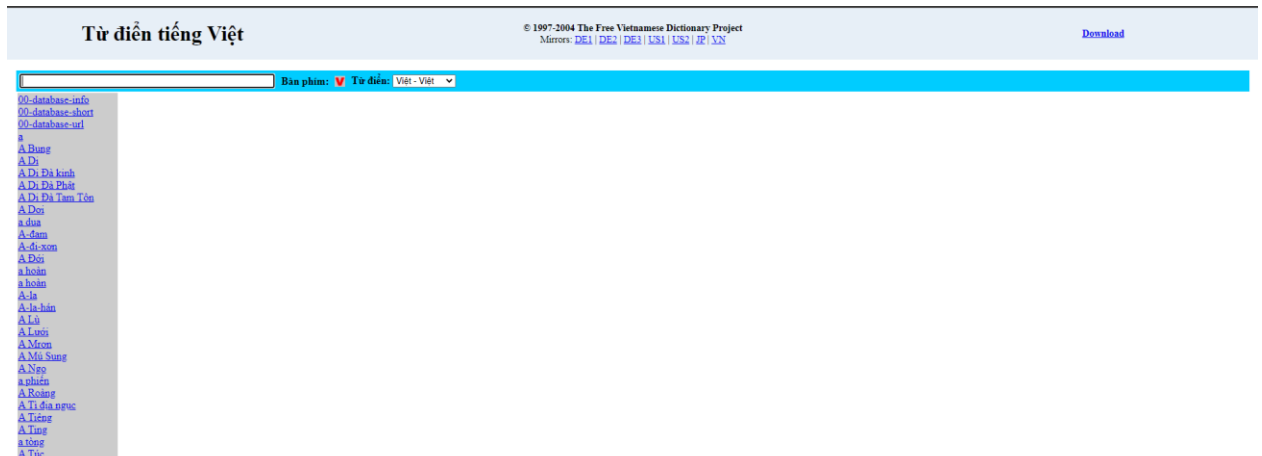 Từ điển tiếng Việt
© 1997-2004 The Free Vietnamese Dictionary Project
Mirrors: DE1 | DE2 | DE3 | US1 | US2 | JP | VN
Download
Bàn phím: V Từ điển: Việt - Việt
00-database-info
00-database-short
00-database-url
a
A Bung
A Di
A Di Đà kinh
A Di Đà Phật
A Di Đà Tam Tôn
A Dơi
a dua
A-đam
A-đi-xơn
A Đới
a hoàn
a hoàn
A-la
A-la-hán
A Lù
A Lưới
A Mrơn
A Mú Sung
A Ngo
a phiến
A Roàng
A Tì địa ngục
A Tiêng
A Ting
a tòng
A Túc